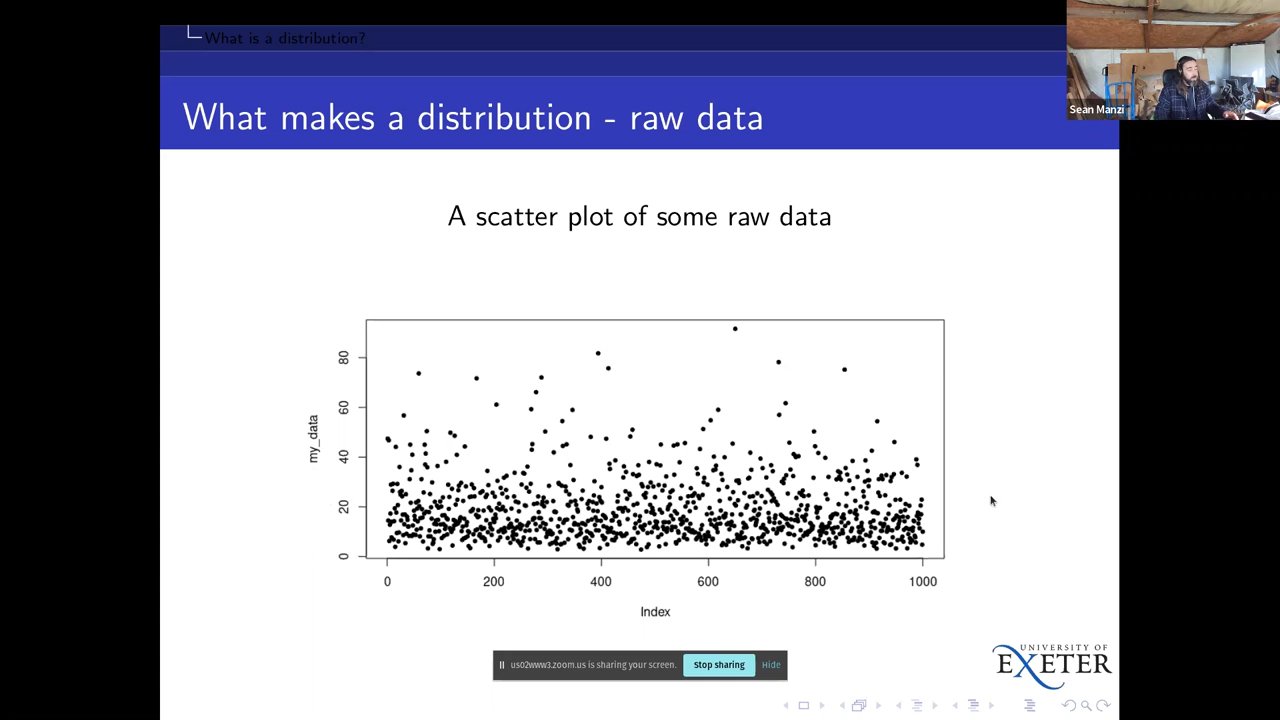 What is a distribution?
Sean Manzi
What makes a distribution - raw data
A scatter plot of some raw data
my_data
80
60
40
20
0
0 200 400 600 800 1000
Index
us02www3.zoom.us is sharing your screen. Stop sharing Hide
UNIVERSITY OF
EXETER